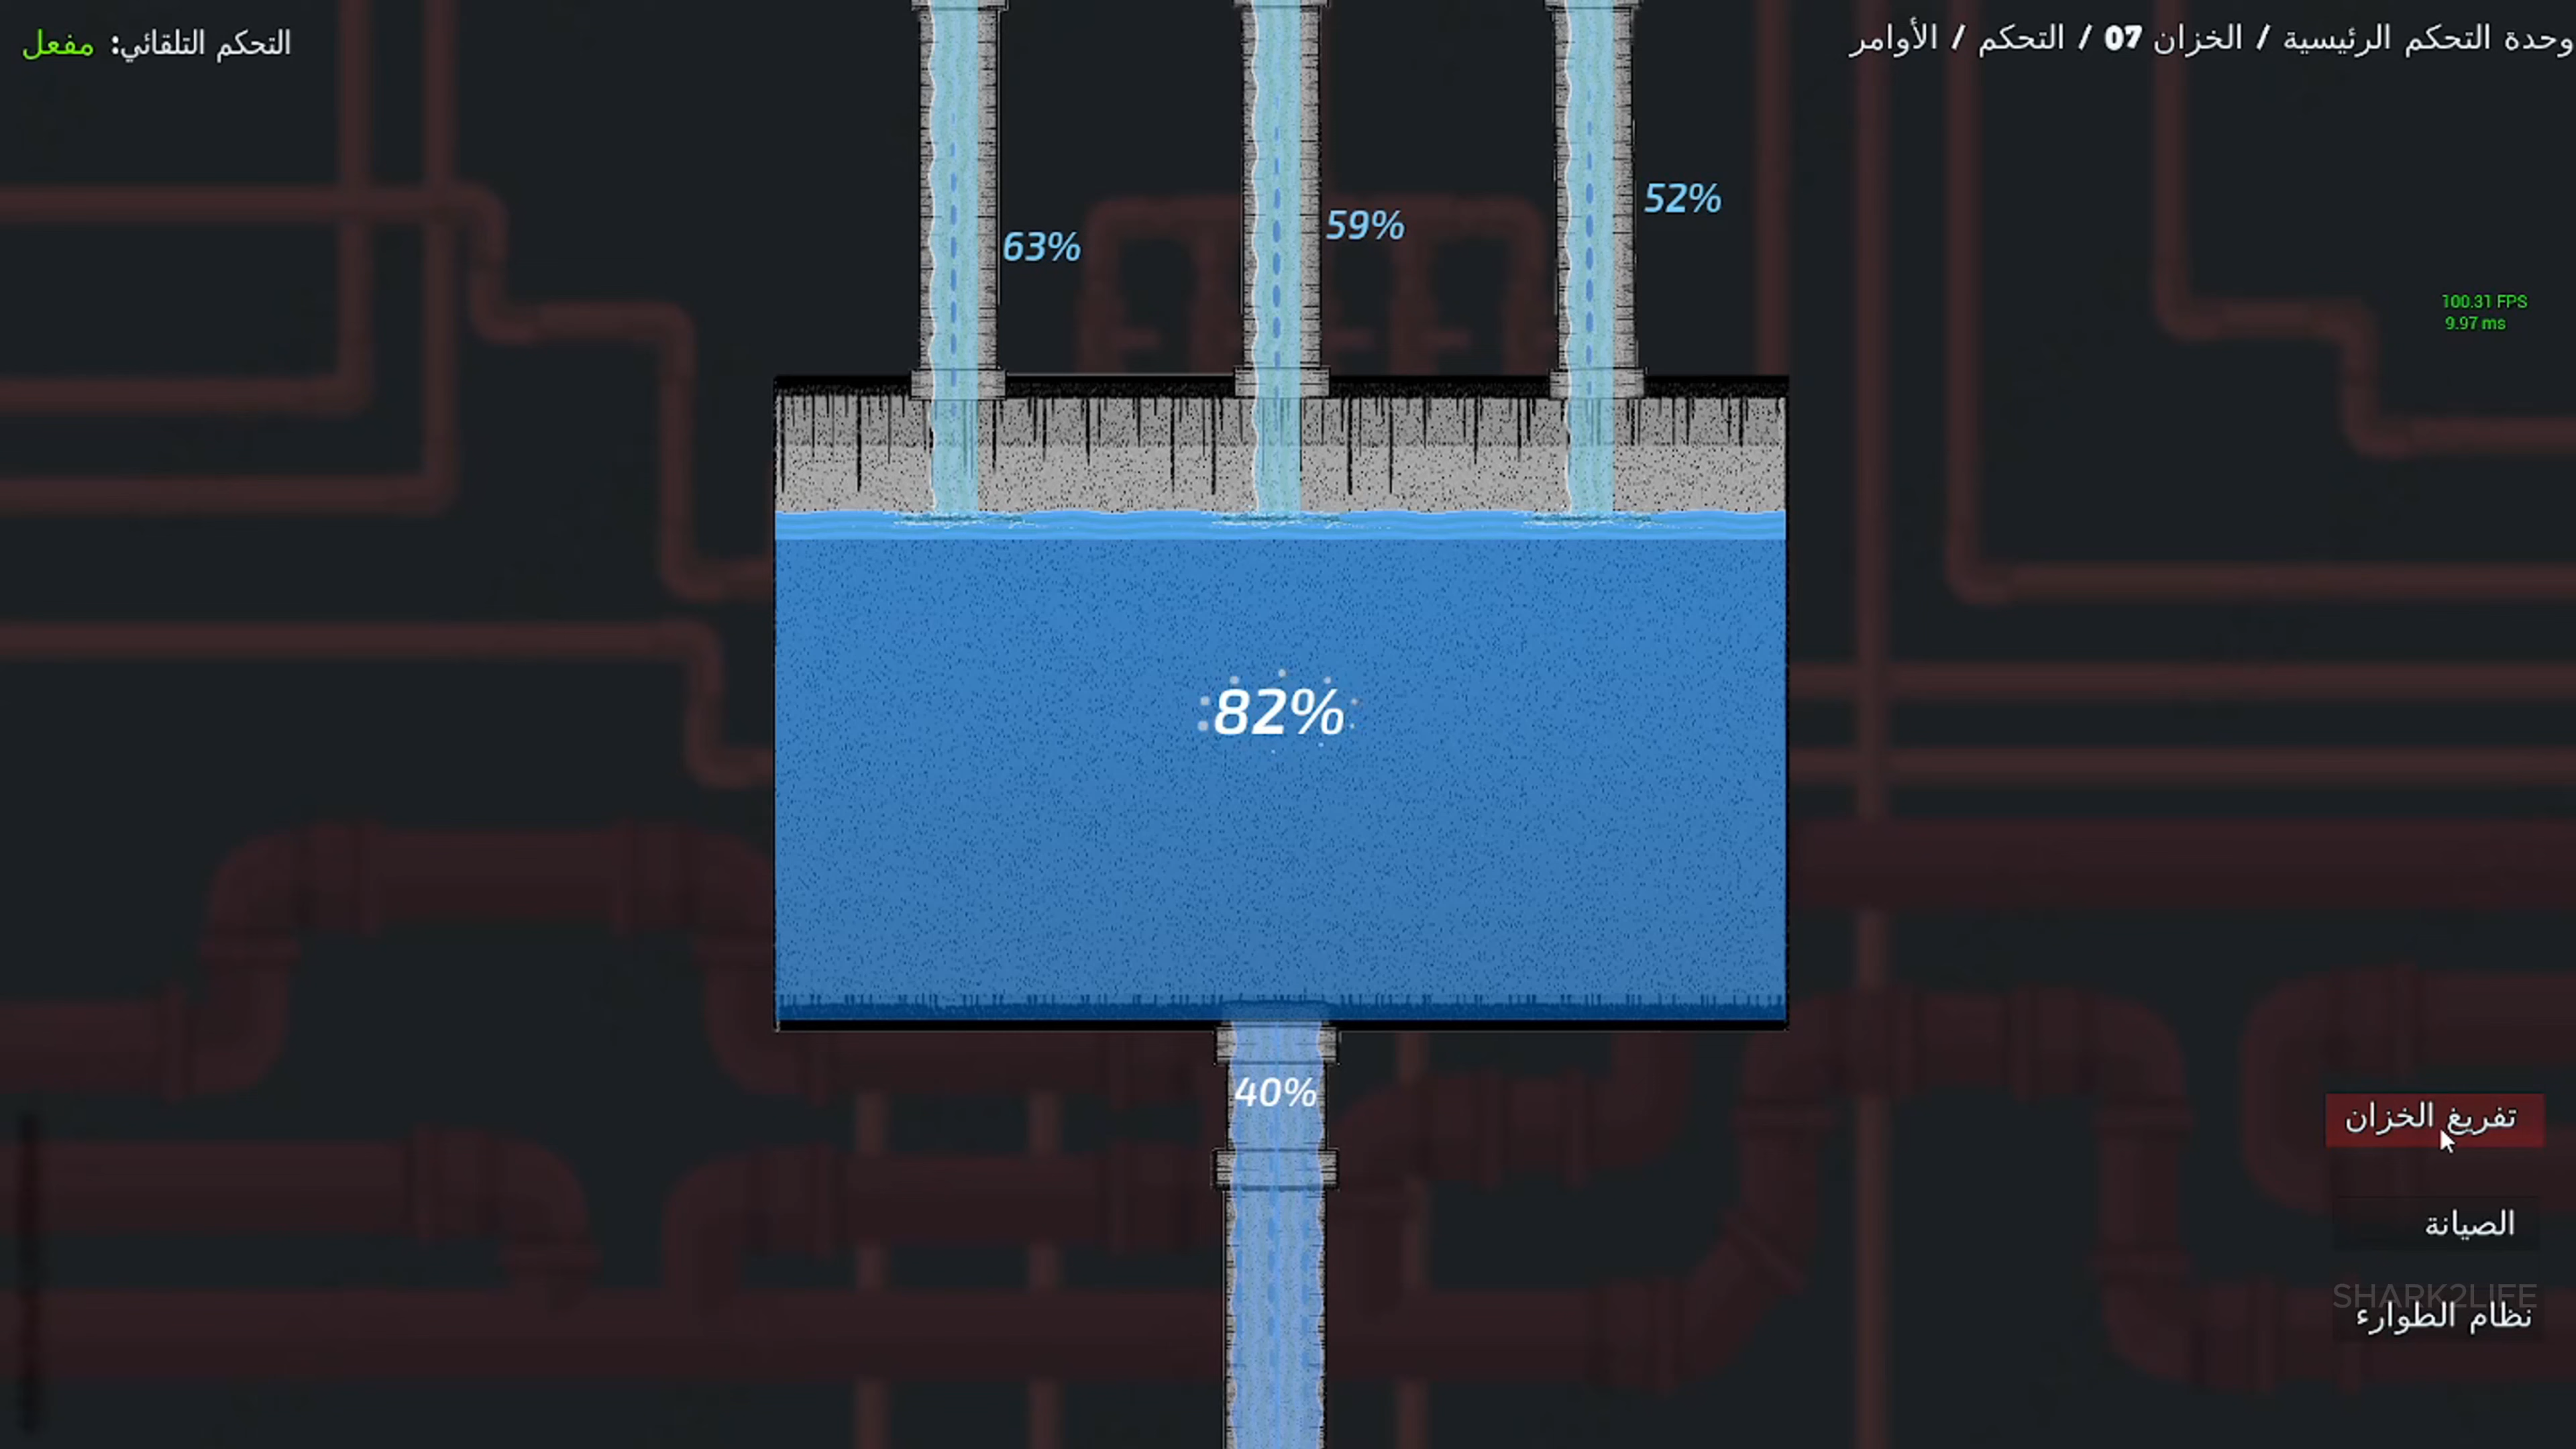 وحدة التحكم الرئيسية / الخزان 07 / التحكم / الأوامر
التحكم التلقائي: مفعل
52%
59%
63%
100.31 FPS
9.97 ms
82%
40%
تفريغ الخزان
الصيانة
SHARK2LIFE
نظام الطوارء